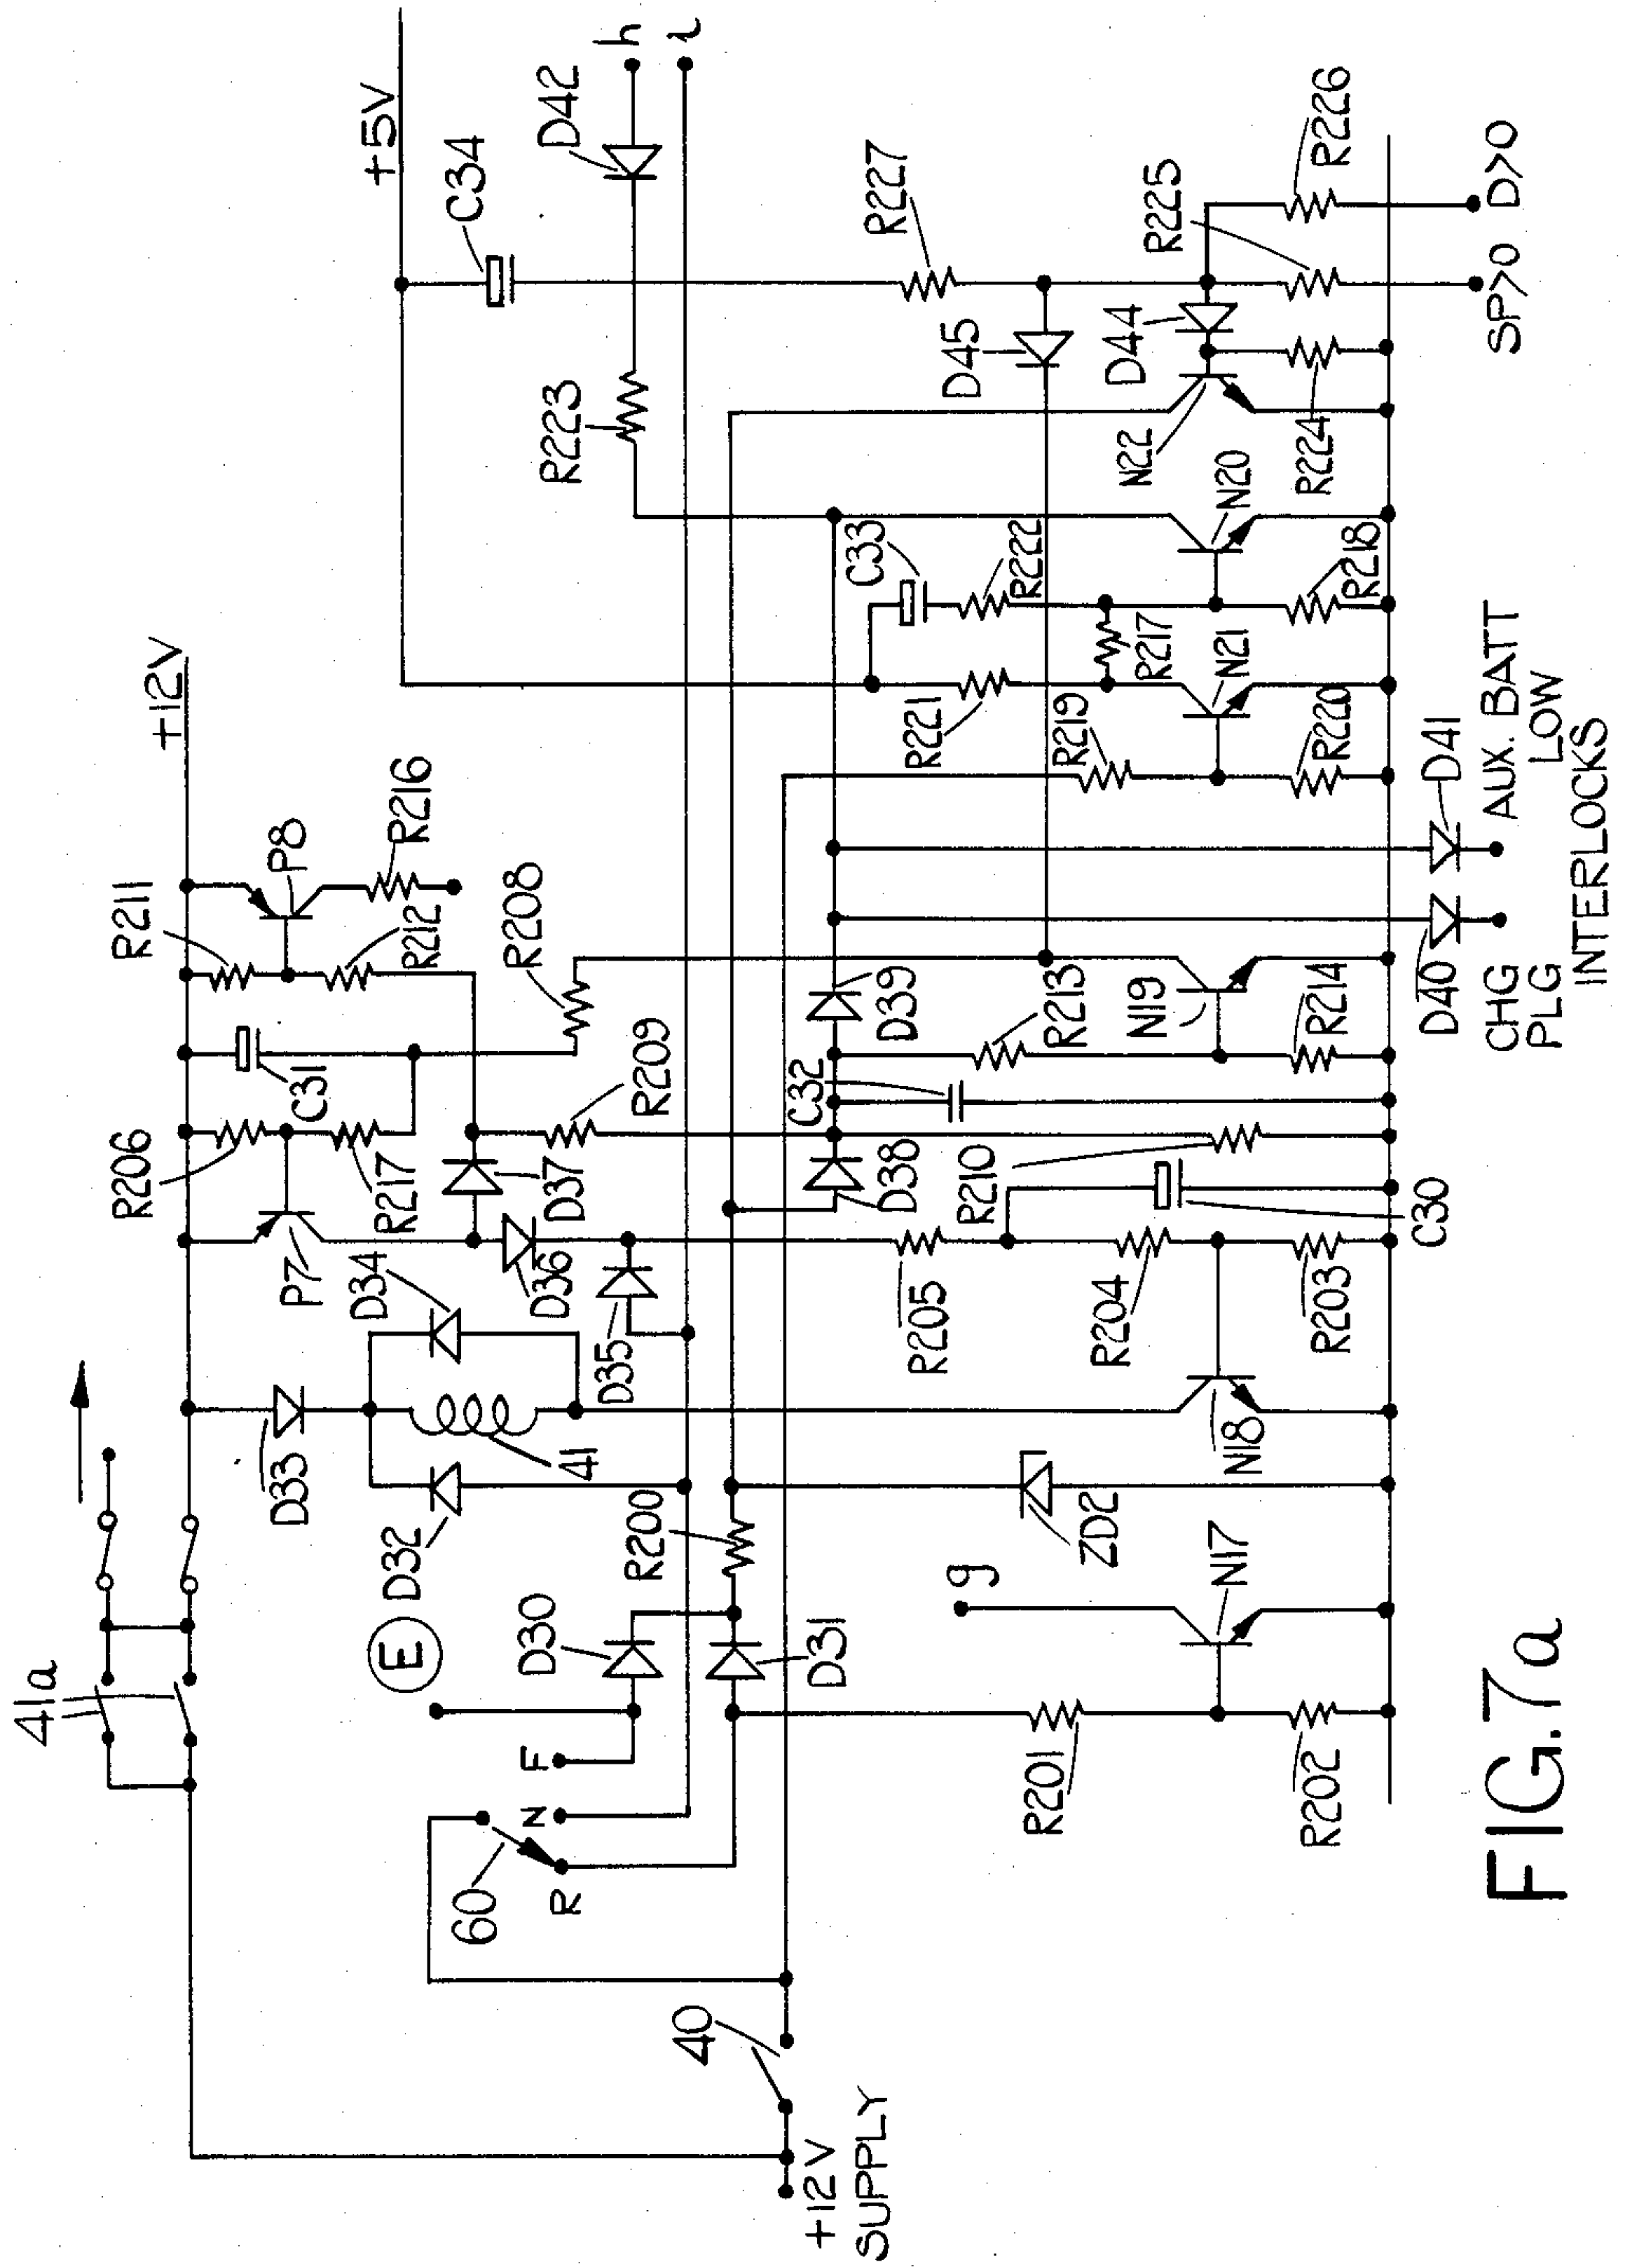 41a
+12V
+5V
R211
P8
R216
R206
C31
R212
C34
R217
P7
D34
D33
41
D32
E
D37
D36
D35
R208
R209
R223
D42
h
i
60
N
F
R
D30
R200
D31
40
+12V
SUPPLY
D39
C32
D38
R213
C33
R222
D45
R227
R205
R210
R221
R219
R217
D44
R225
g
ZD2
R204
N19
N21
N20
N22
R201
N17
N18
R203
C30
R214
R220
R218
R224
R226
R202
D40
D41
CHG
PLG
AUX. BATT
LOW
INTERLOCKS
SP>0
D>0
FIG.7a